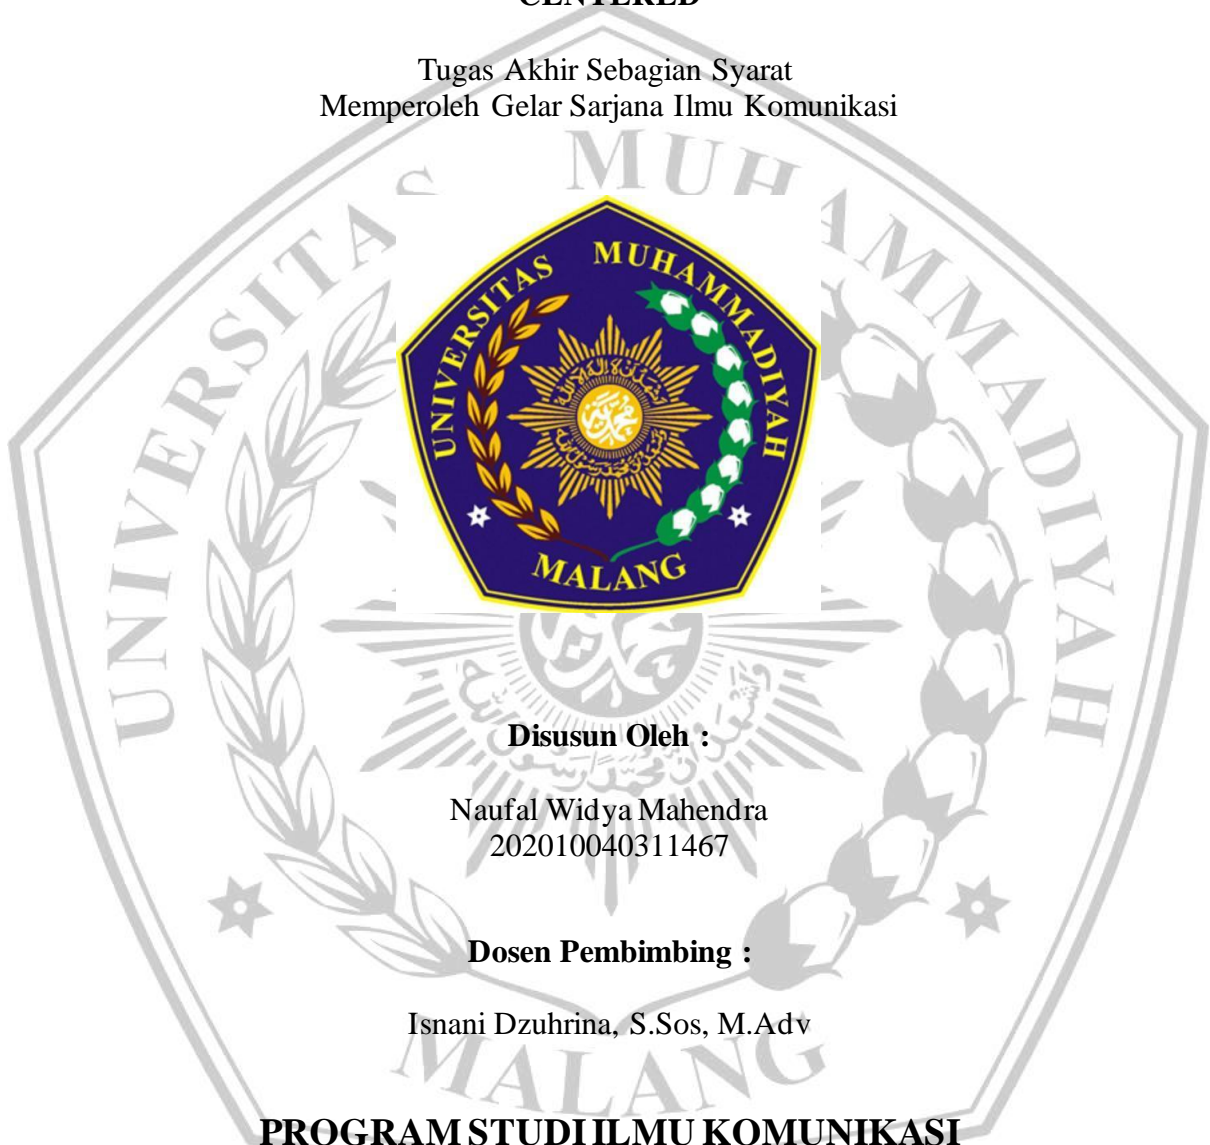 CENTERED
Tugas Akhir Sebagian Syarat
Memperoleh Gelar Sarjana Ilmu Komunikasi
UNIVERSITAS MUHAMMADIYAH
MALANG
UNIVERSITAS MUHAMMADIYAH
MALANG
Disusun Oleh :
Naufal Widya Mahendra
202010040311467
Dosen Pembimbing :
Isnani Dzuhrina, S.Sos, M.Adv
PROGRAM STUDI ILMU KOMUNIKASI